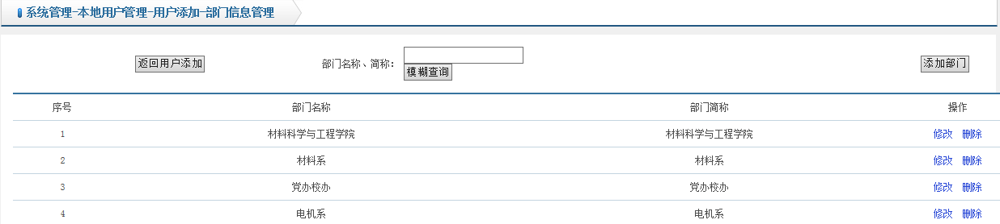 系统管理-本地用户管理-用户添加-部门信息管理
返回用户添加 部门名称、简称： 模糊查询 添加部门
序号 部门名称 部门简称 操作
1 材料科学与工程学院 材料科学与工程学院 修改 删除
2 材料系 材料系 修改 删除
3 党办校办 党办校办 修改 删除
4 电机系 电机系 修改 删除